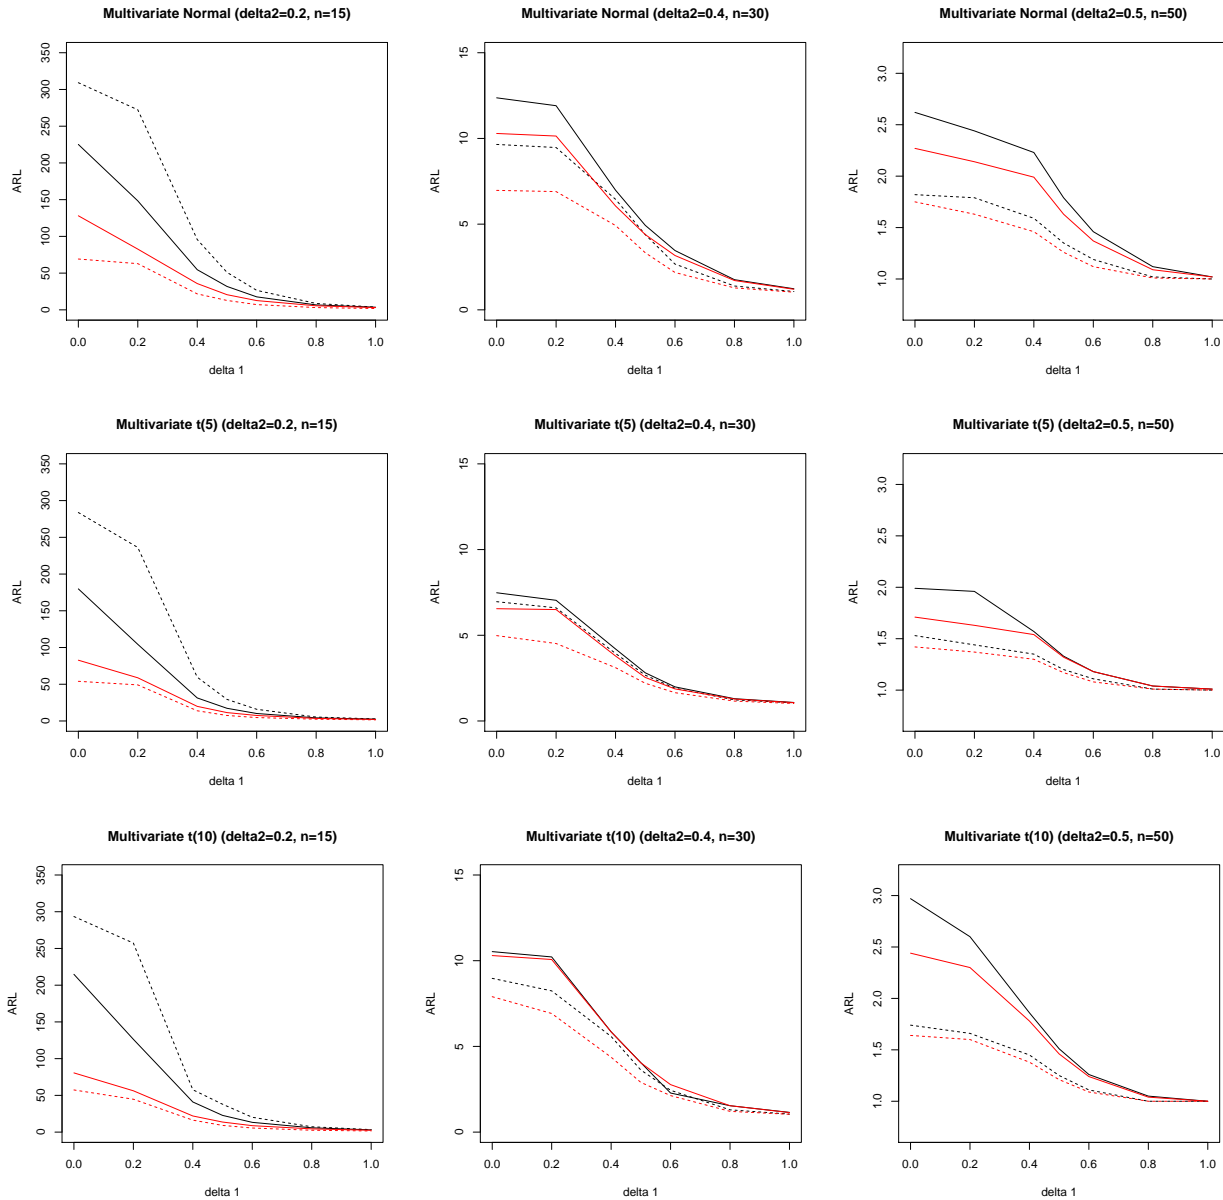 Multivariate Normal (delta2=0.2, n=15)
ARL
350
300
250
200
150
100
50
0
0.0 0.2 0.4 0.6 0.8 1.0
delta 1
Multivariate Normal (delta2=0.4, n=30)
ARL
15
10
5
0
0.0 0.2 0.4 0.6 0.8 1.0
delta 1
Multivariate Normal (delta2=0.5, n=50)
ARL
3.0
2.5
2.0
1.5
1.0
0.0 0.2 0.4 0.6 0.8 1.0
delta 1
Multivariate t(5) (delta2=0.2, n=15)
ARL
350
300
250
200
150
100
50
0
0.0 0.2 0.4 0.6 0.8 1.0
delta 1
Multivariate t(5) (delta2=0.4, n=30)
ARL
15
10
5
0
0.0 0.2 0.4 0.6 0.8 1.0
delta 1
Multivariate t(5) (delta2=0.5, n=50)
ARL
3.0
2.5
2.0
1.5
1.0
0.0 0.2 0.4 0.6 0.8 1.0
delta 1
Multivariate t(10) (delta2=0.2, n=15)
ARL
350
300
250
200
150
100
50
0
0.0 0.2 0.4 0.6 0.8 1.0
delta 1
Multivariate t(10) (delta2=0.4, n=30)
ARL
15
10
5
0
0.0 0.2 0.4 0.6 0.8 1.0
delta 1
Multivariate t(10) (delta2=0.5, n=50)
ARL
3.0
2.5
2.0
1.5
1.0
0.0 0.2 0.4 0.6 0.8 1.0
delta 1